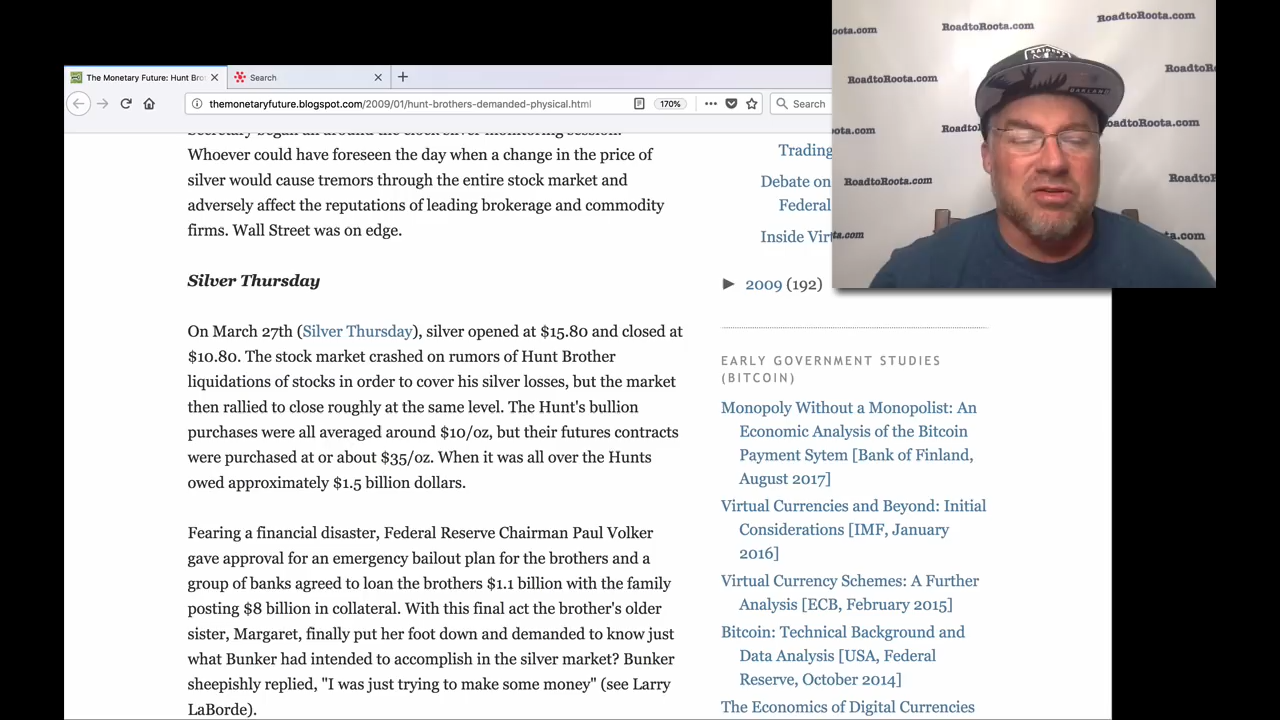 The Monetary Future: Hunt Bro
Search
themonetaryfuture.blogspot.com/2009/01/hunt-brothers-demanded-physical.html
170%
Search
Whoever could have foreseen the day when a change in the price of
silver would cause tremors through the entire stock market and
adversely affect the reputations of leading brokerage and commodity
firms. Wall Street was on edge.
Silver Thursday
On March 27th (Silver Thursday), silver opened at $15.80 and closed at
$10.80. The stock market crashed on rumors of Hunt Brother
liquidations of stocks in order to cover his silver losses, but the market
then rallied to close roughly at the same level. The Hunt's bullion
purchases were all averaged around $10/oz, but their futures contracts
were purchased at or about $35/oz. When it was all over the Hunts
owed approximately $1.5 billion dollars.
Fearing a financial disaster, Federal Reserve Chairman Paul Volker
gave approval for an emergency bailout plan for the brothers and a
group of banks agreed to loan the brothers $1.1 billion with the family
posting $8 billion in collateral. With this final act the brother's older
sister, Margaret, finally put her foot down and demanded to know just
what Bunker had intended to accomplish in the silver market? Bunker
sheepishly replied, "I was just trying to make some money" (see Larry
LaBorde).
Trading
Debate on
Federal
Inside Virt
► 2009 (192)
EARLY GOVERNMENT STUDIES
(BITCOIN)
Monopoly Without a Monopolist: An
Economic Analysis of the Bitcoin
Payment Sytem [Bank of Finland,
August 2017]
Virtual Currencies and Beyond: Initial
Considerations [IMF, January
2016]
Virtual Currency Schemes: A Further
Analysis [ECB, February 2015]
Bitcoin: Technical Background and
Data Analysis [USA, Federal
Reserve, October 2014]
The Economics of Digital Currencies
ota.com
RoadtoRoota.com
RoadtoRoota.com
RoadtoRoota.com
RoadtoR
ota.com
Roadto
oadtoRoota.com
RoadtoRoota.com
RoadtoR
ta.com
RoadtoRoota.com
ta.com
OAKLAND